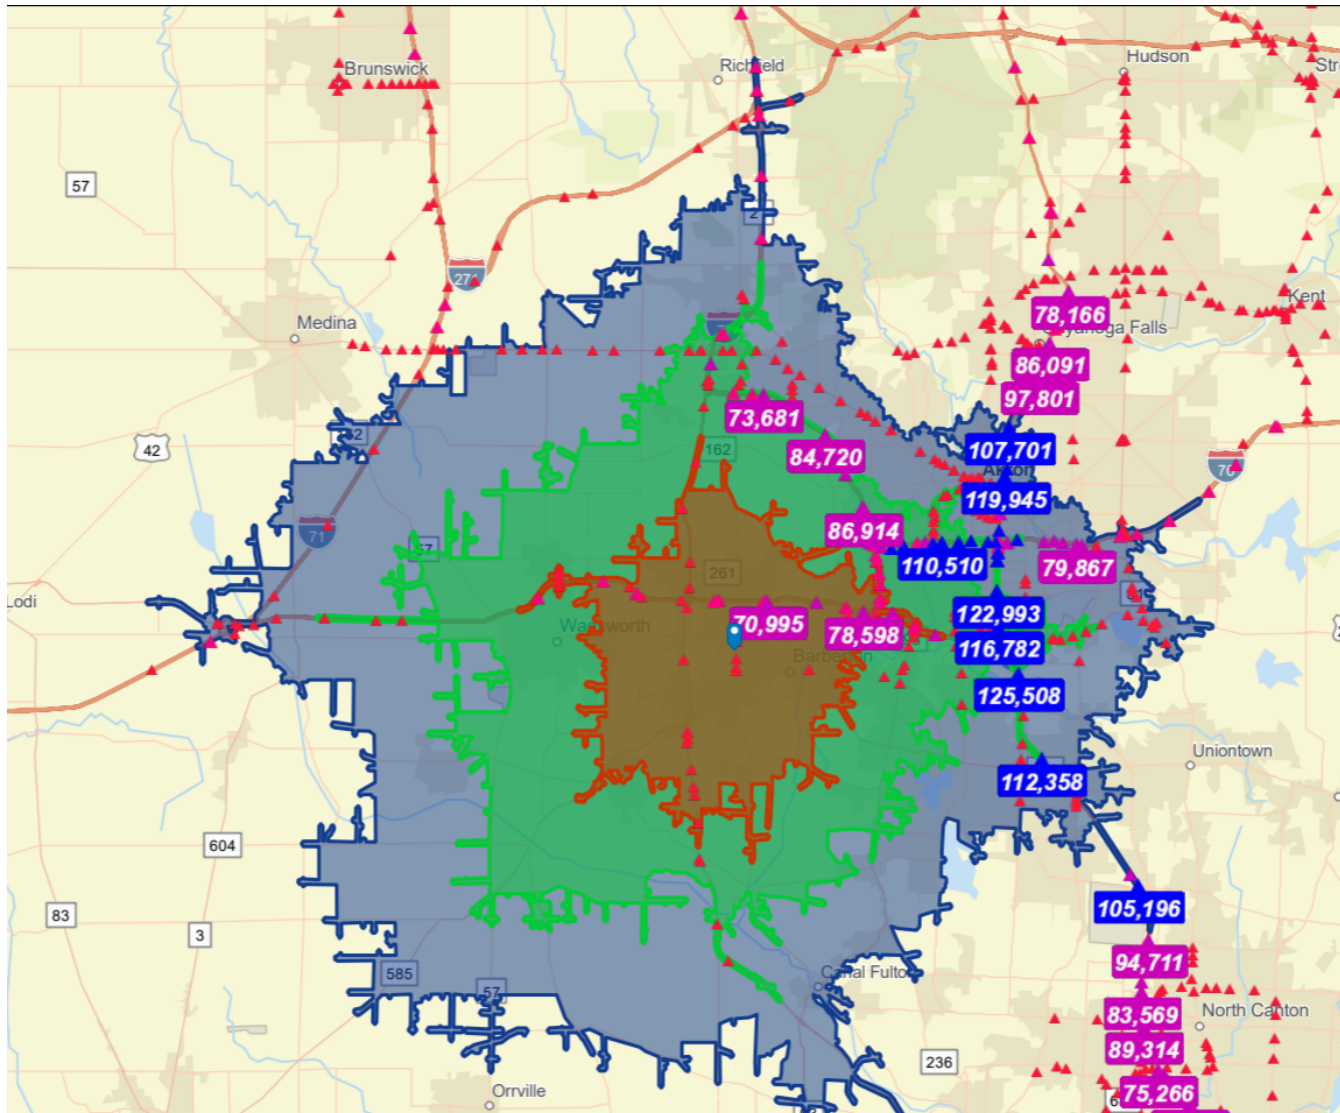 Brunswick
Richfield
Hudson
57
2
271
Kent
78,166
Medina
86,091
97,801
73,681
42
162
84,720
107,701
119,945
71
86,914
110,510
79,867
261
Lodi
122,993
70,995
78,598
Wadsworth
116,782
Barberton
125,508
Uniontown
112,358
604
105,196
83
3
94,711
585
Canal Fulton
57
83,569
North Canton
89,314
236
75,266
Orrville